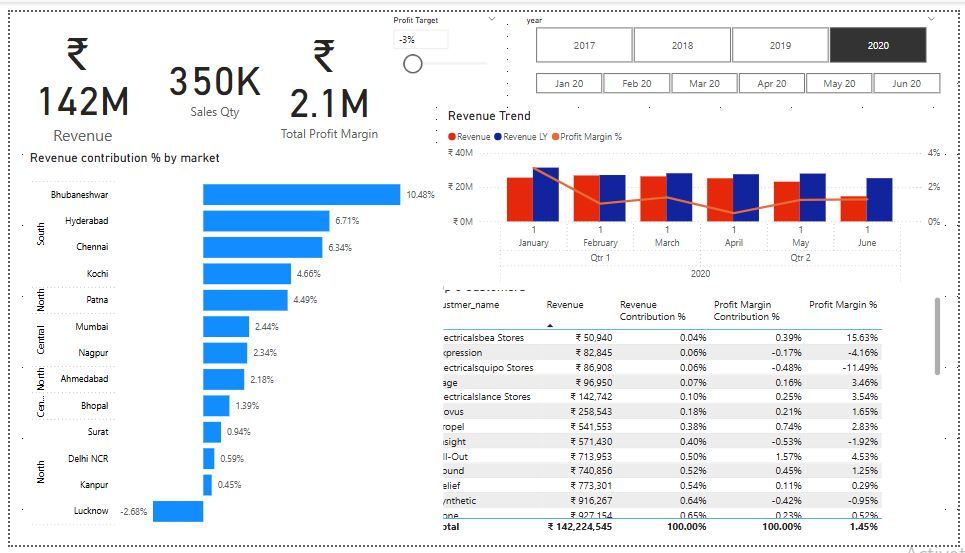 ₹
142M
Revenue
350K
Sales Qty
₹
2.1M
Total Profit Margin
Profit Target
-3%
year
2017 2018 2019 2020
Jan 20 Feb 20 Mar 20 Apr 20 May 20 Jun 20
Revenue contribution % by market
South
Bhubaneshwar 10.48%
Hyderabad 6.71%
Chennai 6.34%
Kochi 4.66%
North
Patna 4.49%
Central
Mumbai 2.44%
Nagpur 2.34%
North
Ahmedabad 2.18%
Cen...
Bhopal 1.39%
North
Surat 0.94%
Delhi NCR 0.59%
Kanpur 0.45%
Lucknow -2.68%
Revenue Trend
Revenue Revenue LY Profit Margin %
₹ 40M 4%
₹ 20M 2%
₹ 0M 0%
1 1 1 1 1 1
January February March April May June
Qtr 1 Qtr 2
2020
ustmer_name Revenue Revenue Contribution % Profit Margin Contribution % Profit Margin %
ectricalsbea Stores ₹ 50,940 0.04% 0.39% 15.63%
xpression ₹ 82,845 0.06% -0.17% -4.16%
ectricalsquipo Stores ₹ 86,908 0.06% -0.48% -11.49%
age ₹ 96,950 0.07% 0.16% 3.46%
ectricalslance Stores ₹ 142,742 0.10% 0.25% 3.54%
ovus ₹ 258,543 0.18% 0.21% 1.65%
ropel ₹ 541,553 0.38% 0.74% 2.83%
sight ₹ 571,430 0.40% -0.53% -1.92%
ll-Out ₹ 713,953 0.50% 1.57% 4.53%
ound ₹ 740,856 0.52% 0.45% 1.25%
elief ₹ 773,301 0.54% 0.11% 0.29%
nthetic ₹ 916,267 0.64% -0.42% -0.95%
one ₹ 927,154 0.65% 0.23% 0.52%
otal ₹ 142,224,545 100.00% 100.00% 1.45%